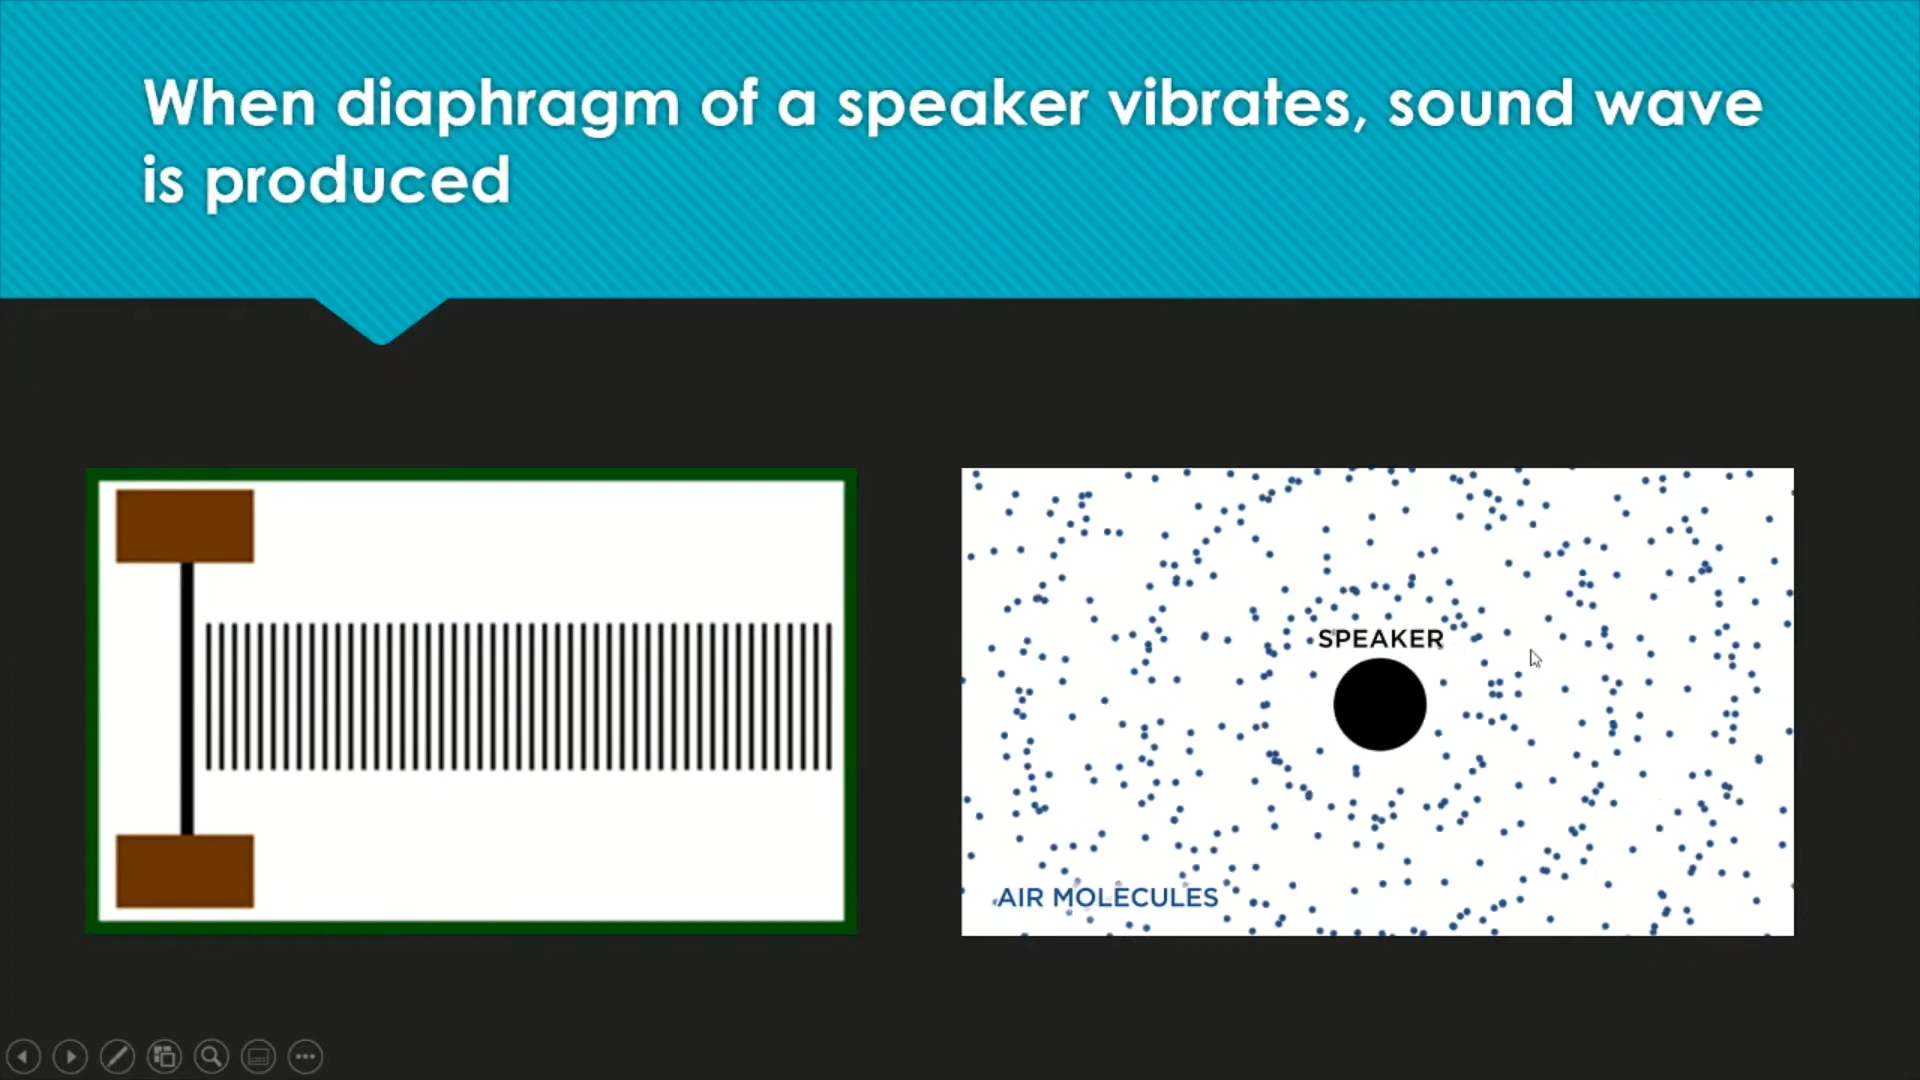 When diaphragm of a speaker vibrates, sound wave
is produced
SPEAKER
AIR MOLECULES